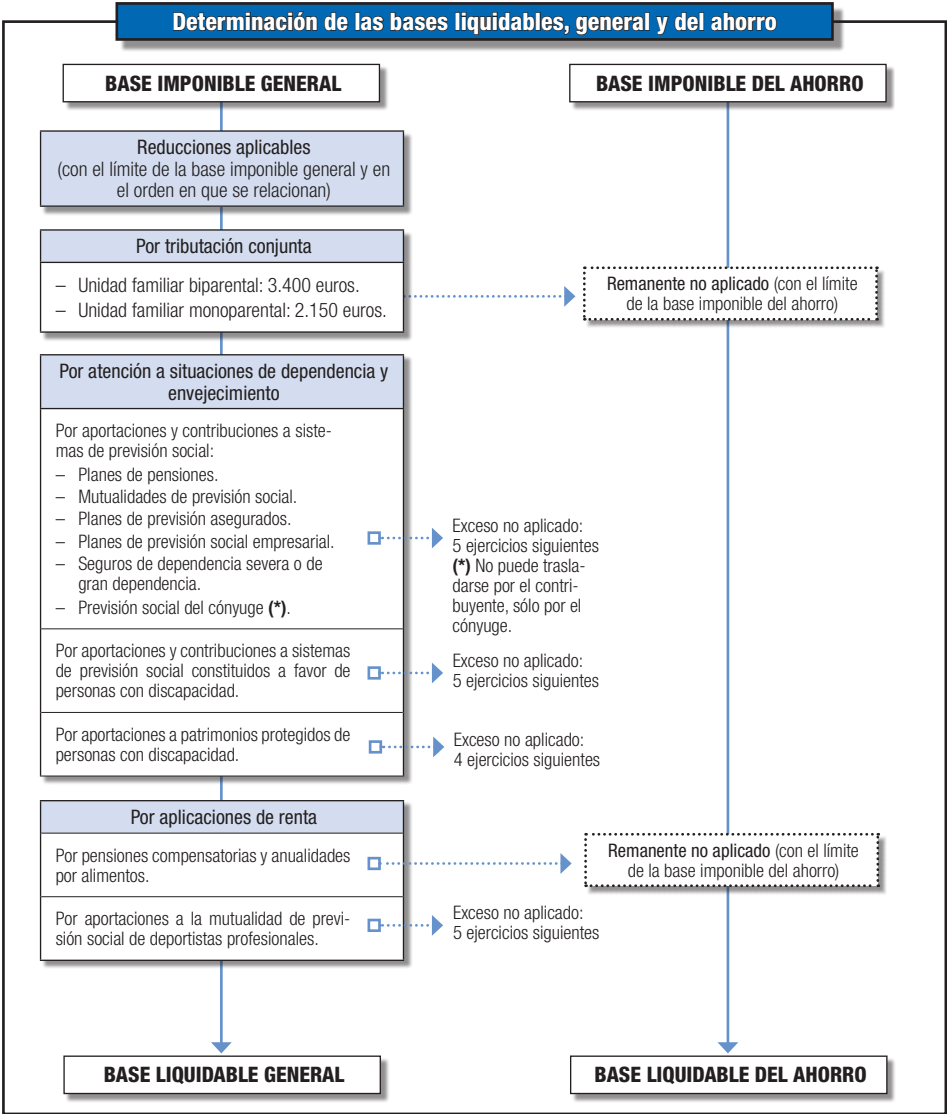 Determinación de las bases liquidables, general y del ahorro
BASE IMPONIBLE GENERAL
BASE IMPONIBLE DEL AHORRO
Reducciones aplicables
(con el límite de la base imponible general y en
el orden en que se relacionan)
Por tributación conjunta
– Unidad familiar biparental: 3.400 euros.
– Unidad familiar monoparental: 2.150 euros.
Remanente no aplicado (con el límite
de la base imponible del ahorro)
Por atención a situaciones de dependencia y
envejecimiento
Por aportaciones y contribuciones a siste-
mas de previsión social:
– Planes de pensiones.
– Mutualidades de previsión social.
– Planes de previsión asegurados.
– Planes de previsión social empresarial.
– Seguros de dependencia severa o de
gran dependencia.
– Previsión social del cónyuge (*).
Exceso no aplicado:
5 ejercicios siguientes
(*) No puede trasla-
darse por el contri-
buyente, sólo por el
cónyuge.
Por aportaciones y contribuciones a sistemas
de previsión social constituidos a favor de
personas con discapacidad.
Exceso no aplicado:
5 ejercicios siguientes
Por aportaciones a patrimonios protegidos de
personas con discapacidad.
Exceso no aplicado:
4 ejercicios siguientes
Por aplicaciones de renta
Por pensiones compensatorias y anualidades
por alimentos.
Remanente no aplicado (con el límite
de la base imponible del ahorro)
Por aportaciones a la mutualidad de previ-
sión social de deportistas profesionales.
Exceso no aplicado:
5 ejercicios siguientes
BASE LIQUIDABLE GENERAL
BASE LIQUIDABLE DEL AHORRO